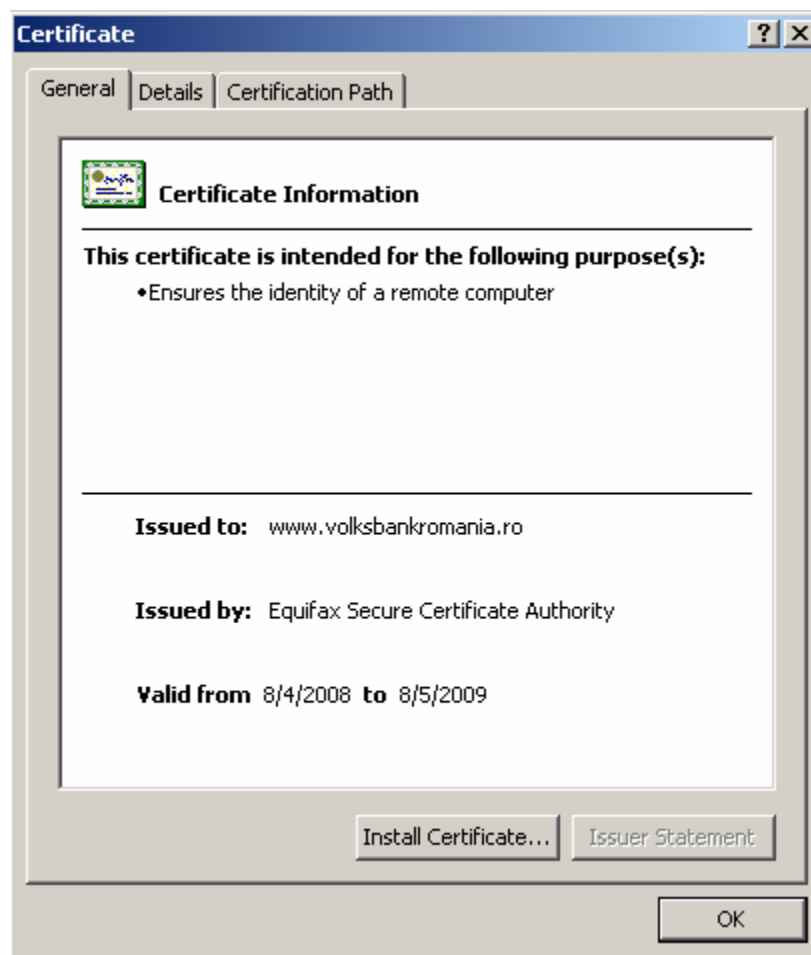 Certificate
General Details Certification Path
Certificate Information
This certificate is intended for the following purpose(s):
•Ensures the identity of a remote computer
Issued to: www.volksbankromania.ro
Issued by: Equifax Secure Certificate Authority
Valid from 8/4/2008 to 8/5/2009
Install Certificate... Issuer Statement
OK